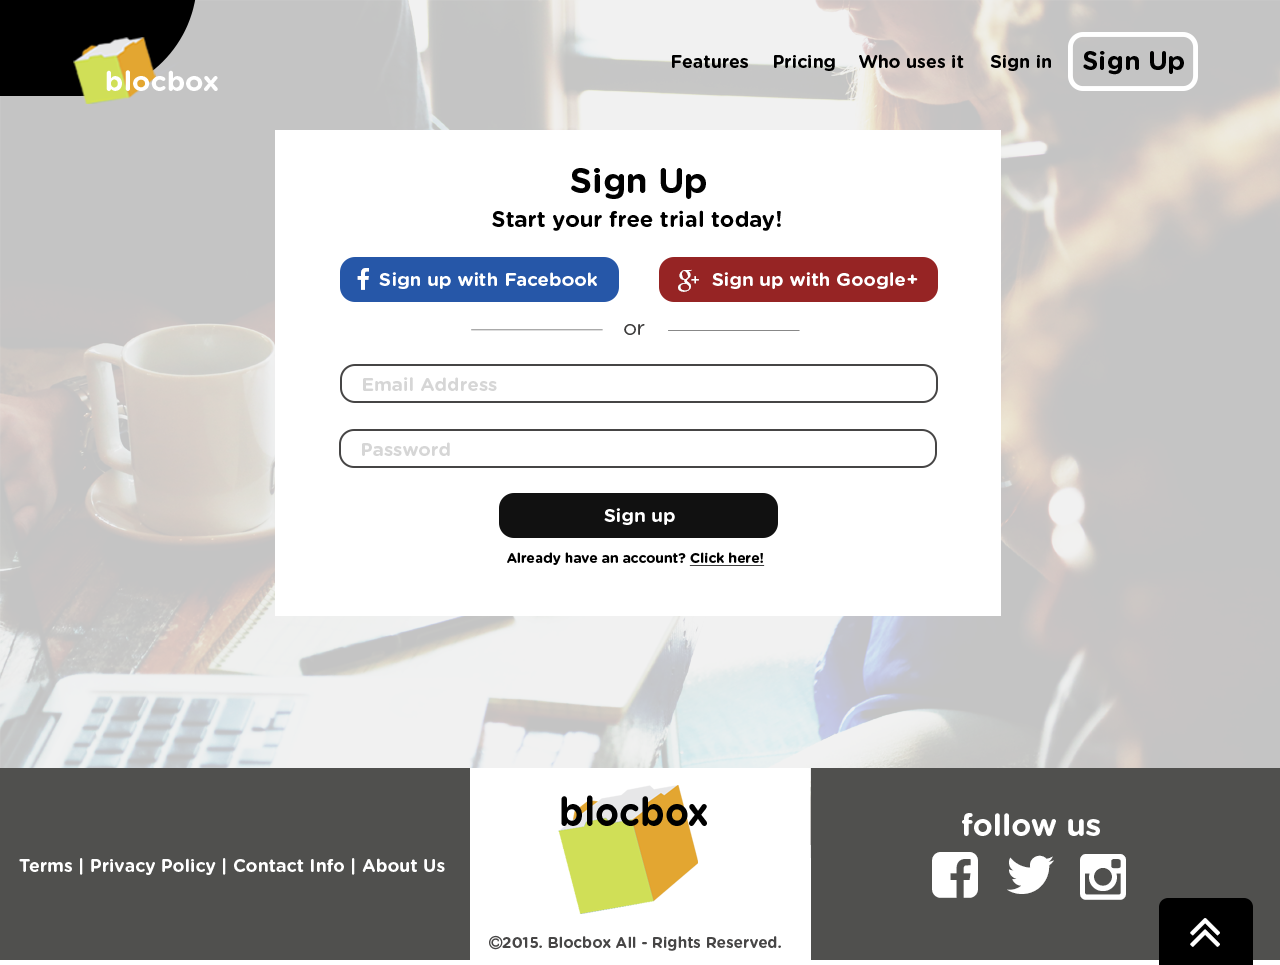 blocbox
Features Pricing Who uses it Sign in Sign Up
Sign Up
Start your free trial today!
f Sign up with Facebook
g+ Sign up with Google+
or
Email Address
Password
Sign up
Already have an account? Click here!
Terms | Privacy Policy | Contact Info | About Us
blocbox
©2015. Blocbox All - Rights Reserved.
follow us